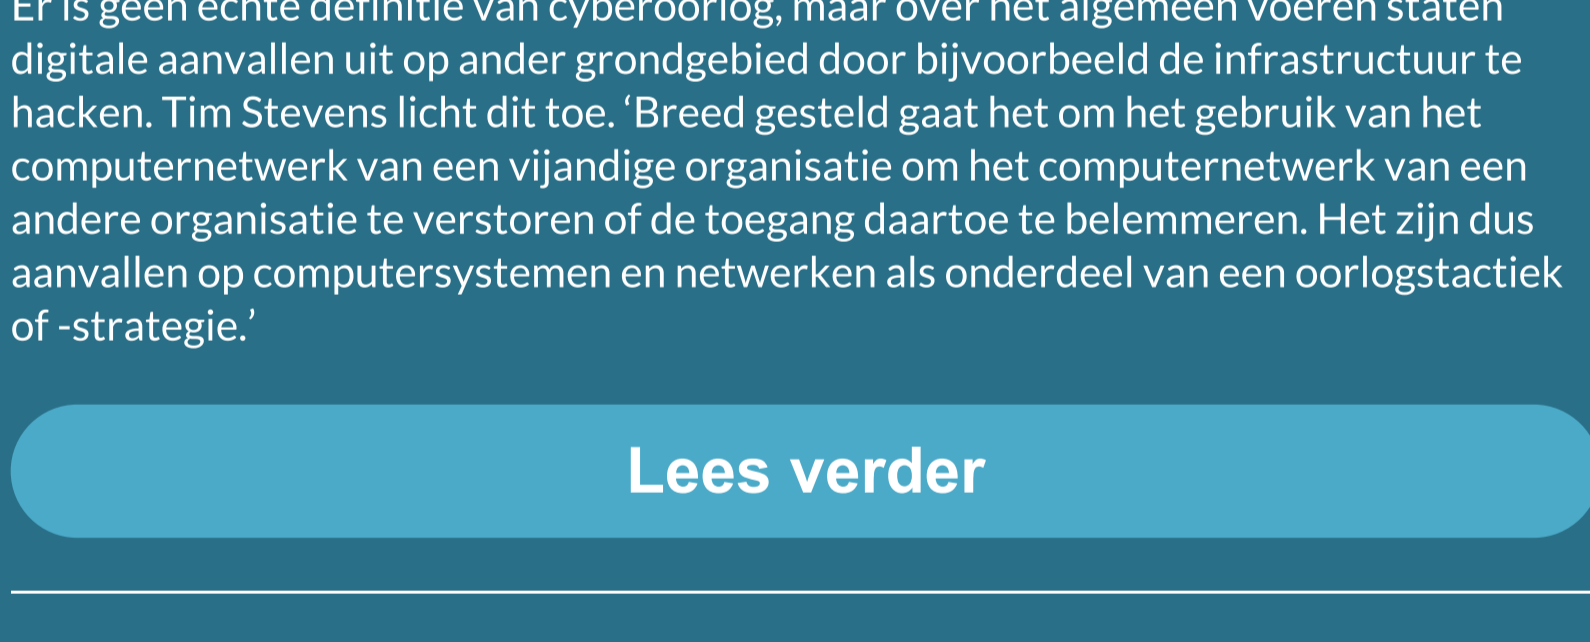 Er is geen echte definitie van cyberoorlog, maar over het algemeen voeren staten
digitale aanvallen uit op ander grondgebied door bijvoorbeeld de infrastructuur te
hacken. Tim Stevens licht dit toe. ‘Breed gesteld gaat het om het gebruik van het
computernetwerk van een vijandige organisatie om het computernetwerk van een
andere organisatie te verstoren of de toegang daartoe te belemmeren. Het zijn dus
aanvallen op computersystemen en netwerken als onderdeel van een oorlogstactiek
of -strategie.’
Lees verder